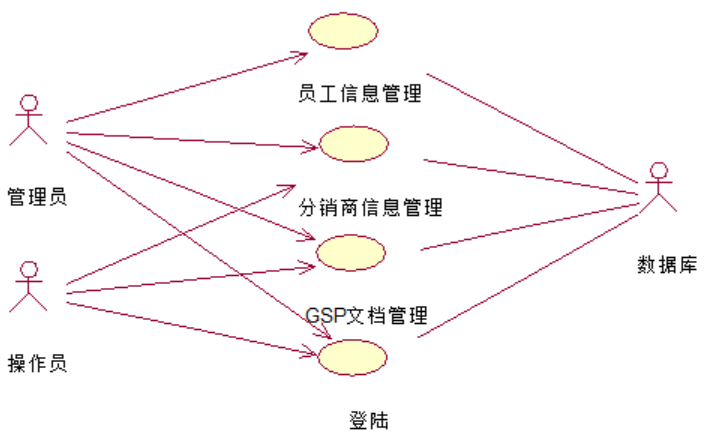 员工信息管理
管理员
分销商信息管理
数据库
GSP文档管理
操作员
登陆